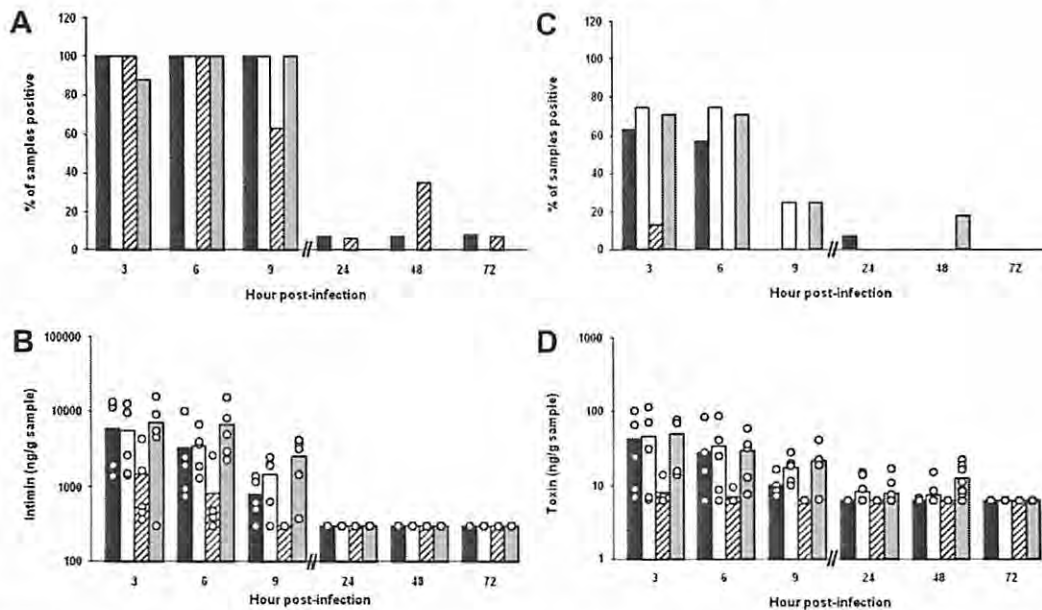 A
% of samples positive
120
100
80
60
40
20
0
3 6 9 // 24 48 72
Hour post-infection
C
% of samples positive
120
100
80
60
40
20
0
3 6 9 // 24 48 72
Hour post-infection
B
Intimin (ng/g sample)
100000
10000
1000
100
3 6 9 // 24 48 72
Hour post-infection
D
Toxin (ng/g sample)
1000
100
10
1
3 6 9 // 24 48 72
Hour post-infection